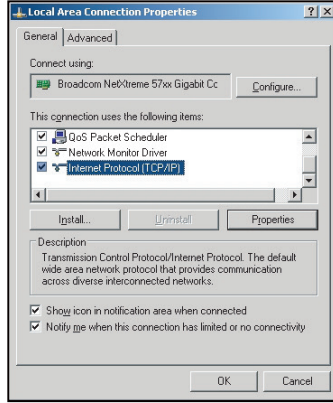 Local Area Connection Properties
General Advanced
Connect using:
Broadcom NetXtreme 57xx Gigabit Cc Configure...
This connection uses the following items:
QoS Packet Scheduler
Network Monitor Driver
Internet Protocol (TCP/IP)
Install... Uninstall Properties
Description
Transmission Control Protocol/Internet Protocol. The default
wide area network protocol that provides communication
across diverse interconnected networks.
Show icon in notification area when connected
Notify me when this connection has limited or no connectivity
OK Cancel